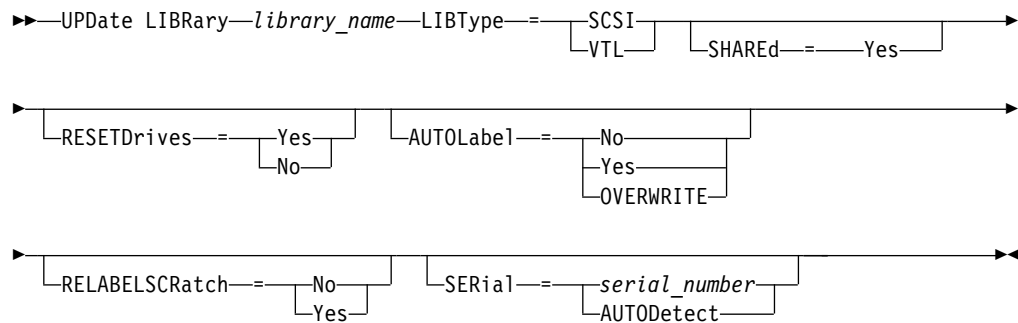 UPDate LIBRary library_name LIBType = SCSI SHAREd = Yes
VTL
RESETDrives = Yes AUTOLabel = No
No Yes
OVERWRITE
RELABELSCRatch = No SERial = serial_number
Yes AUTODetect